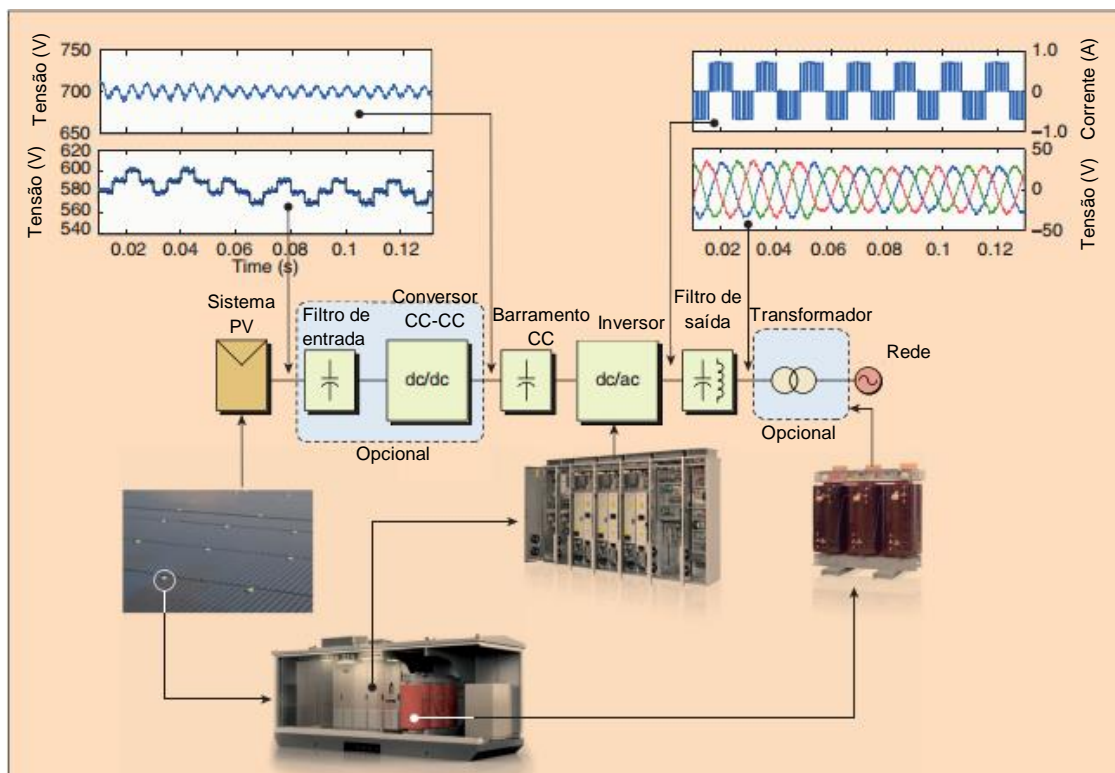 Tensão (V)
750
700
650
Tensão (V)
620
600
580
560
540
0.02 0.04 0.06 0.08 0.1 0.12
Time (s)
1.0
0
−1.0
Corrente (A)
50
0
−50
Tensão (V)
0.02 0.04 0.06 0.08 0.1 0.12
Sistema
PV
Filtro de
entrada
Conversor
CC-CC
dc/dc
Opcional
Barramento
CC
Inversor
dc/ac
Filtro de
saída
Transformador
Opcional
Rede